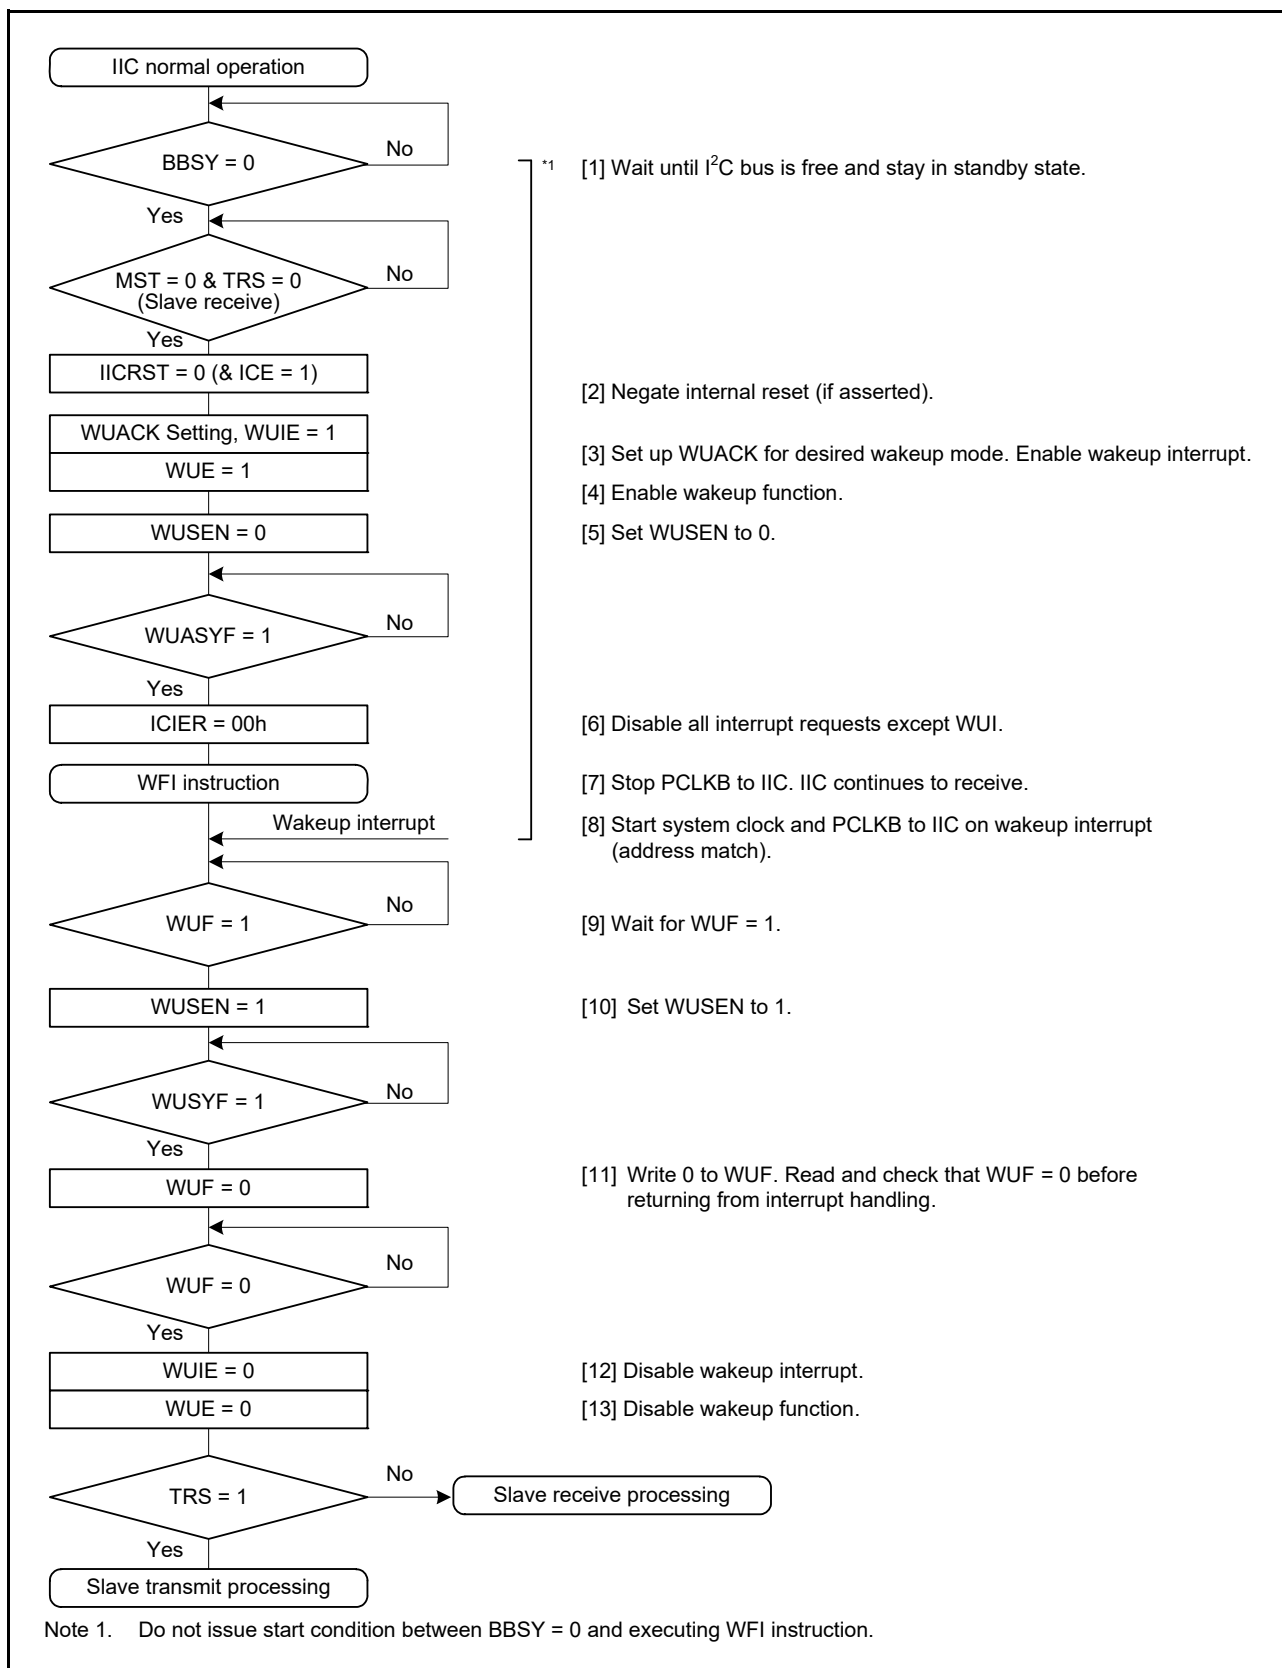 IIC normal operation
BBSY = 0
No
*1
[1] Wait until I²C bus is free and stay in standby state.
Yes
MST = 0 & TRS = 0
(Slave receive)
No
Yes
IICRST = 0 (& ICE = 1)
[2] Negate internal reset (if asserted).
WUACK Setting, WUIE = 1
[3] Set up WUACK for desired wakeup mode. Enable wakeup interrupt.
WUE = 1
[4] Enable wakeup function.
WUSEN = 0
[5] Set WUSEN to 0.
WUASYF = 1
No
Yes
ICIER = 00h
[6] Disable all interrupt requests except WUI.
WFI instruction
[7] Stop PCLKB to IIC. IIC continues to receive.
Wakeup interrupt
[8] Start system clock and PCLKB to IIC on wakeup interrupt
(address match).
WUF = 1
No
[9] Wait for WUF = 1.
WUSEN = 1
[10] Set WUSEN to 1.
WUSYF = 1
No
Yes
WUF = 0
[11] Write 0 to WUF. Read and check that WUF = 0 before
returning from interrupt handling.
WUF = 0
No
Yes
WUIE = 0
[12] Disable wakeup interrupt.
WUE = 0
[13] Disable wakeup function.
TRS = 1
No
Slave receive processing
Yes
Slave transmit processing
Note 1. Do not issue start condition between BBSY = 0 and executing WFI instruction.